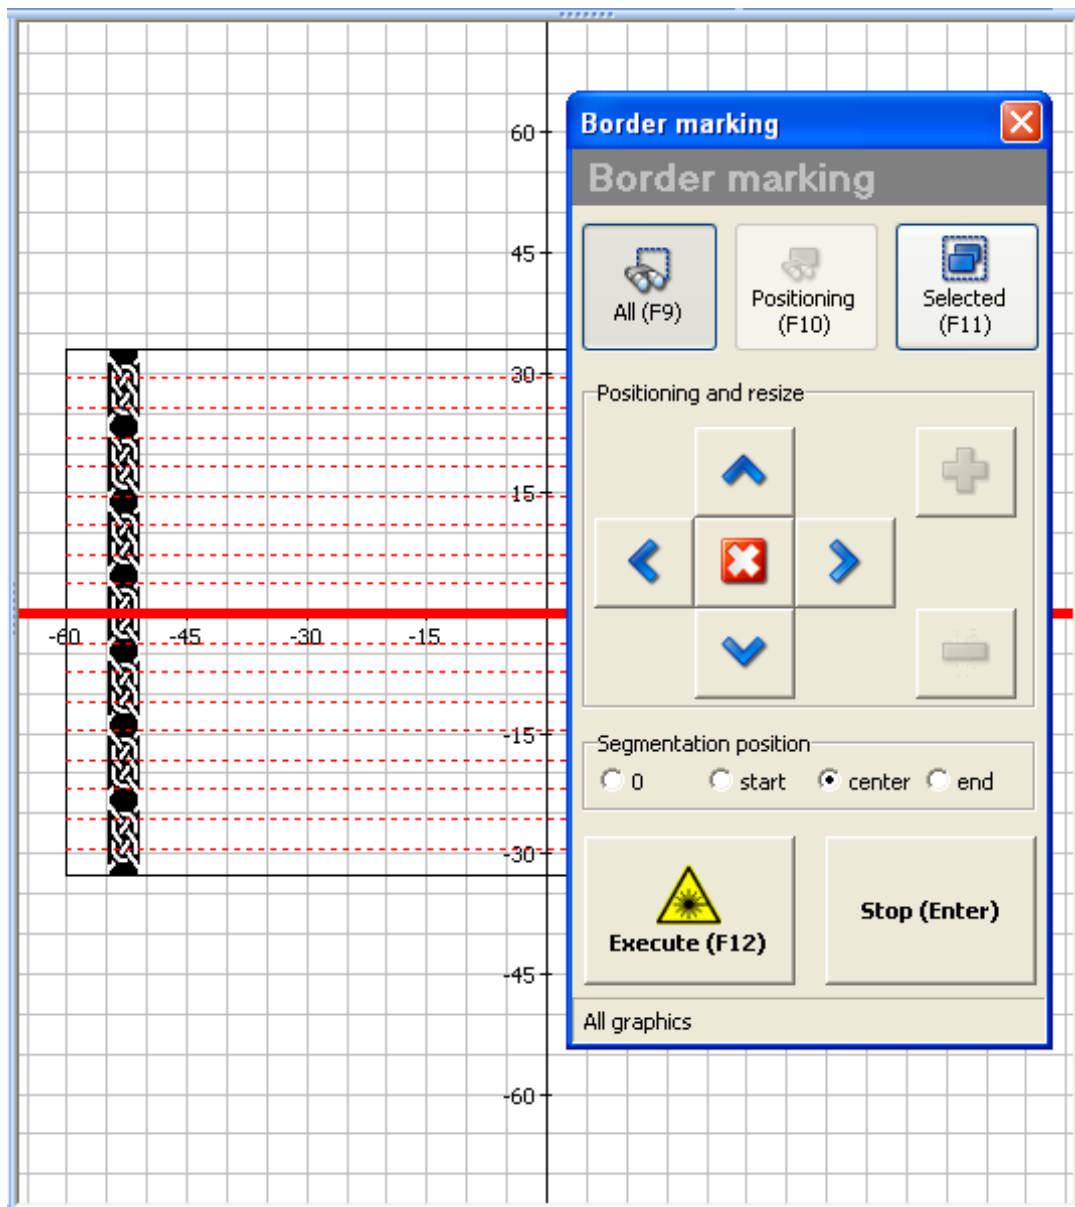 60
Border marking
Border marking
45
All (F9)
Positioning
(F10)
Selected
(F11)
30
Positioning and resize
15
-60
-45
-30
-15
-15
Segmentation position
0
start
center
end
-30
Execute (F12)
Stop (Enter)
-45
All graphics
-60